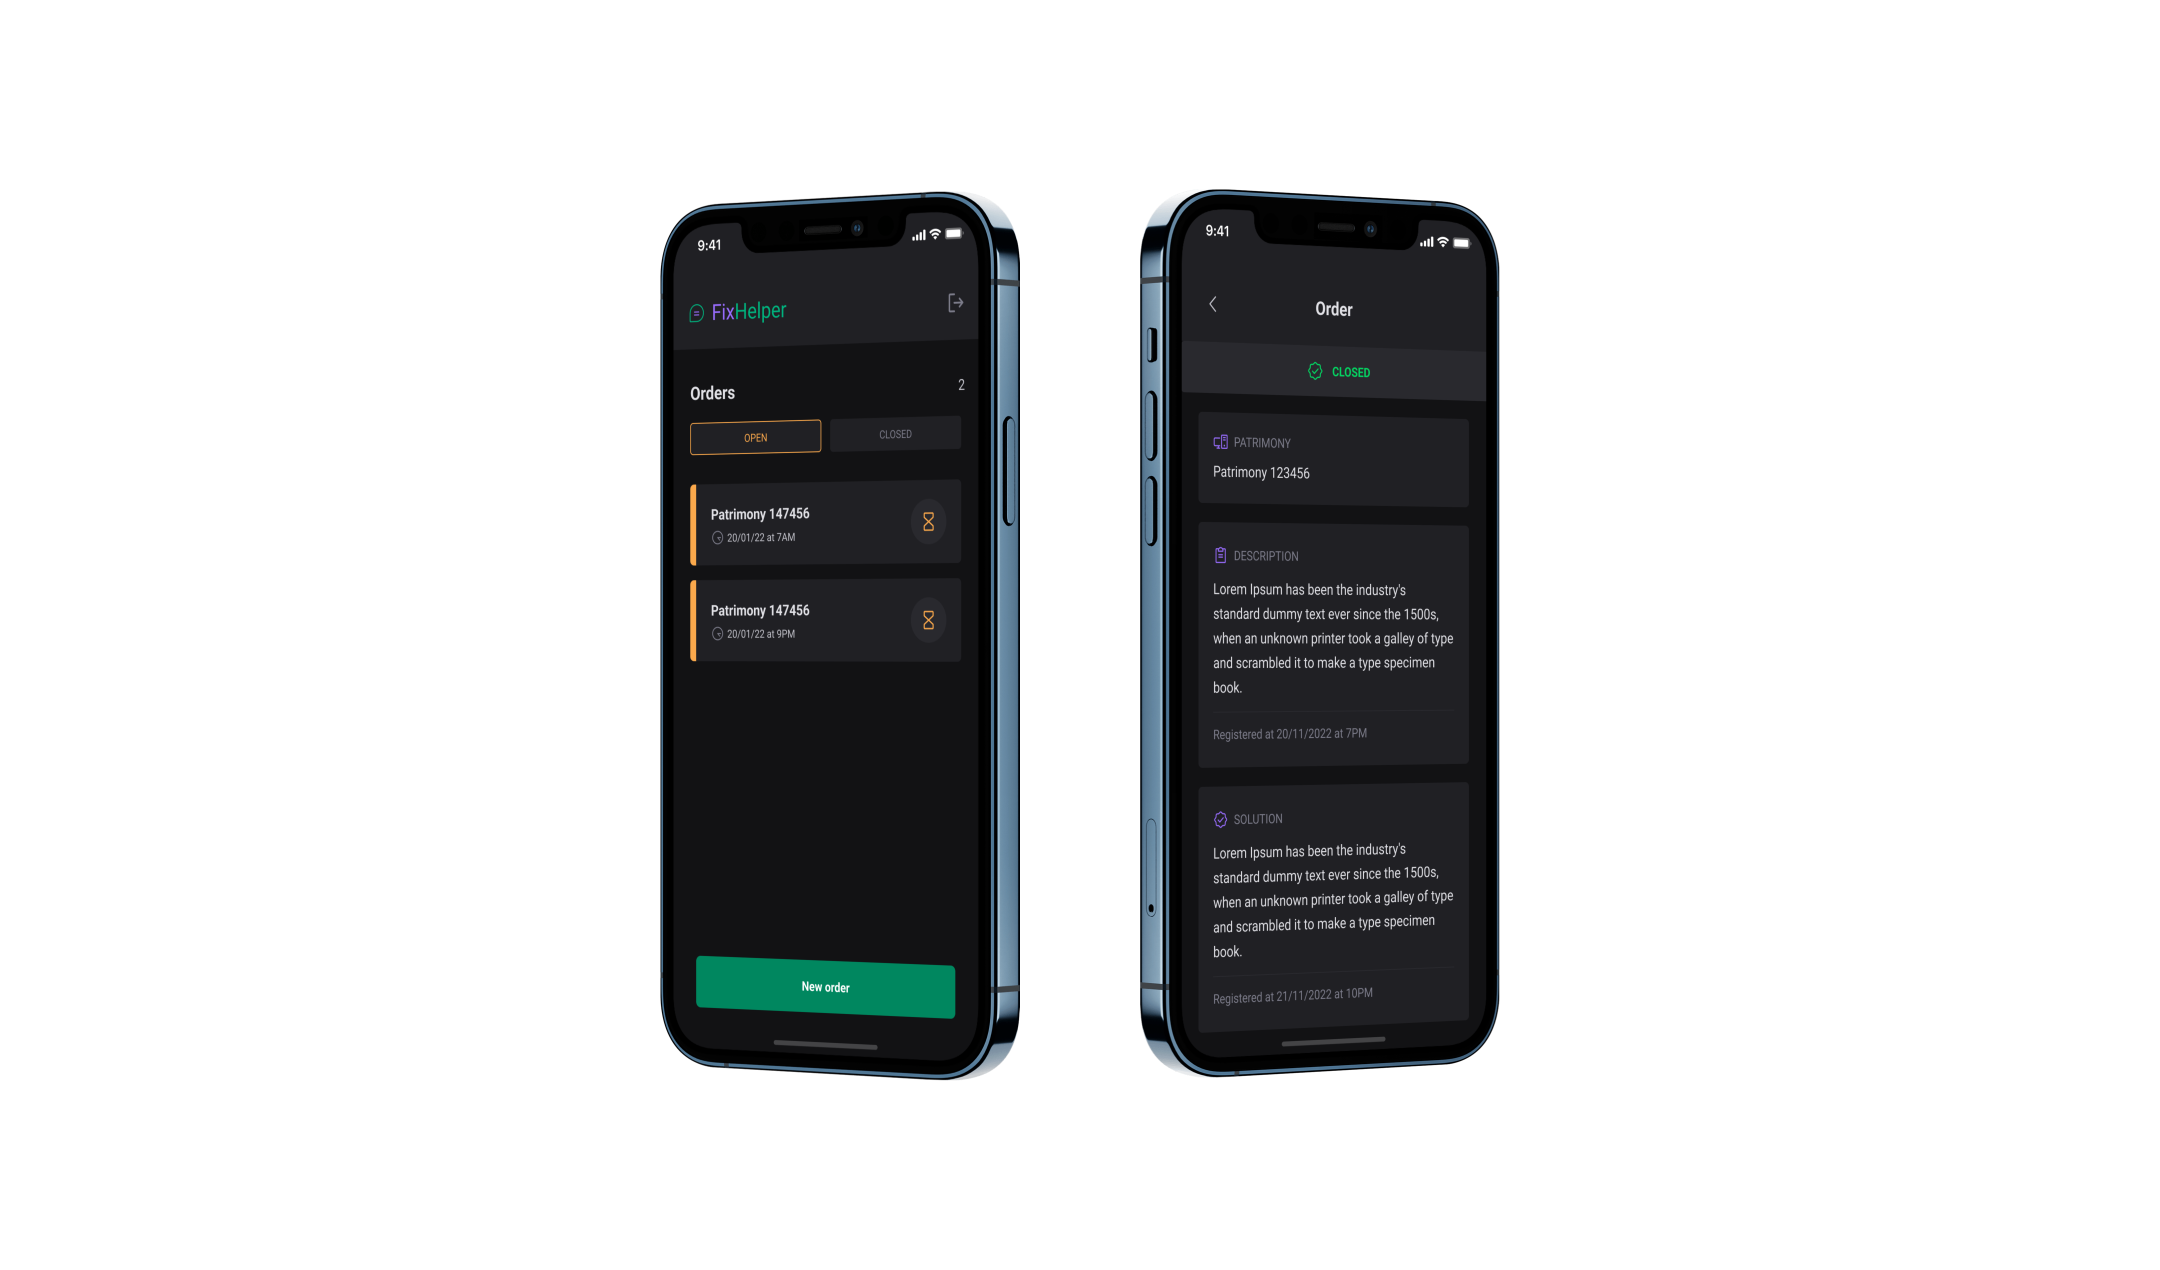 9:41
FixHelper
Orders
2
OPEN
CLOSED
Patrimony 147456
20/01/22 at 7AM
Patrimony 147456
20/01/22 at 9PM
New order
9:41
Order
CLOSED
PATRIMONY
Patrimony 123456
DESCRIPTION
Lorem Ipsum has been the industry's
standard dummy text ever since the 1500s,
when an unknown printer took a galley of type
and scrambled it to make a type specimen
book.
Registered at 20/11/2022 at 7PM
SOLUTION
Lorem Ipsum has been the industry's
standard dummy text ever since the 1500s,
when an unknown printer took a galley of type
and scrambled it to make a type specimen
book.
Registered at 21/11/2022 at 10PM